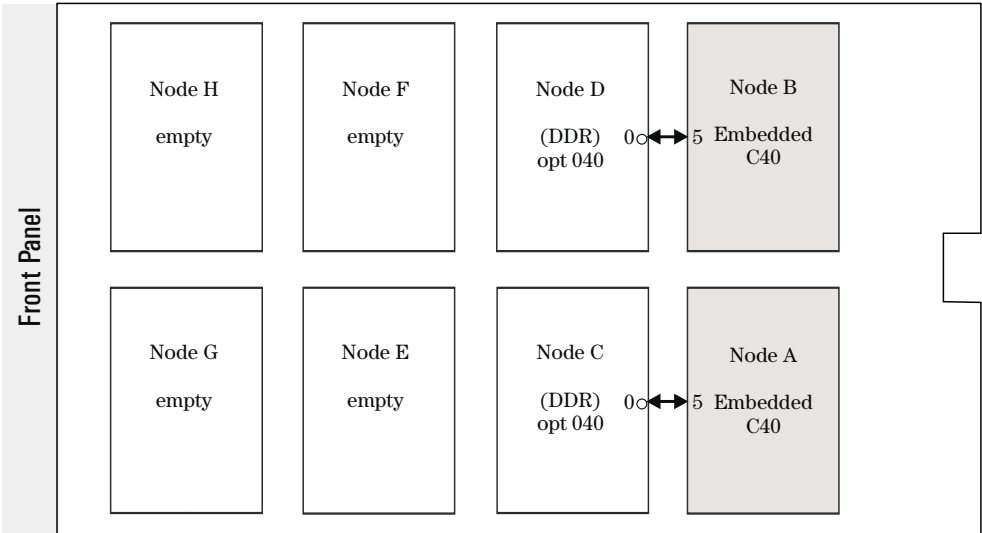 Front Panel
Node H
empty
Node F
empty
Node D
(DDR)
opt 040
0
5
Node B
Embedded
C40
Node G
empty
Node E
empty
Node C
(DDR)
opt 040
0
5
Node A
Embedded
C40